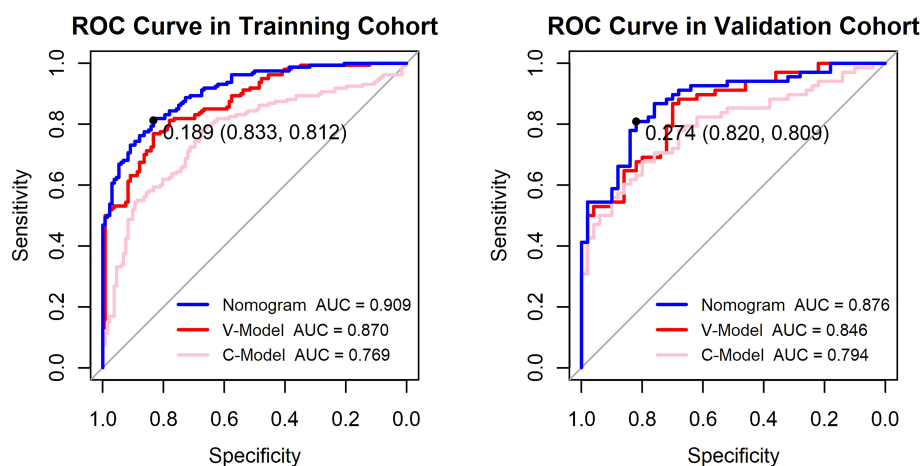 ROC Curve in Trainning Cohort
1.0
0.8
0.6
0.4
0.2
0.0
Sensitivity
0.189 (0.833, 0.812)
Nomogram AUC = 0.909
V-Model AUC = 0.870
C-Model AUC = 0.769
1.0 0.8 0.6 0.4 0.2 0.0
Specificity
ROC Curve in Validation Cohort
1.0
0.8
0.6
0.4
0.2
0.0
Sensitivity
0.274 (0.820, 0.809)
Nomogram AUC = 0.876
V-Model AUC = 0.846
C-Model AUC = 0.794
1.0 0.8 0.6 0.4 0.2 0.0
Specificity